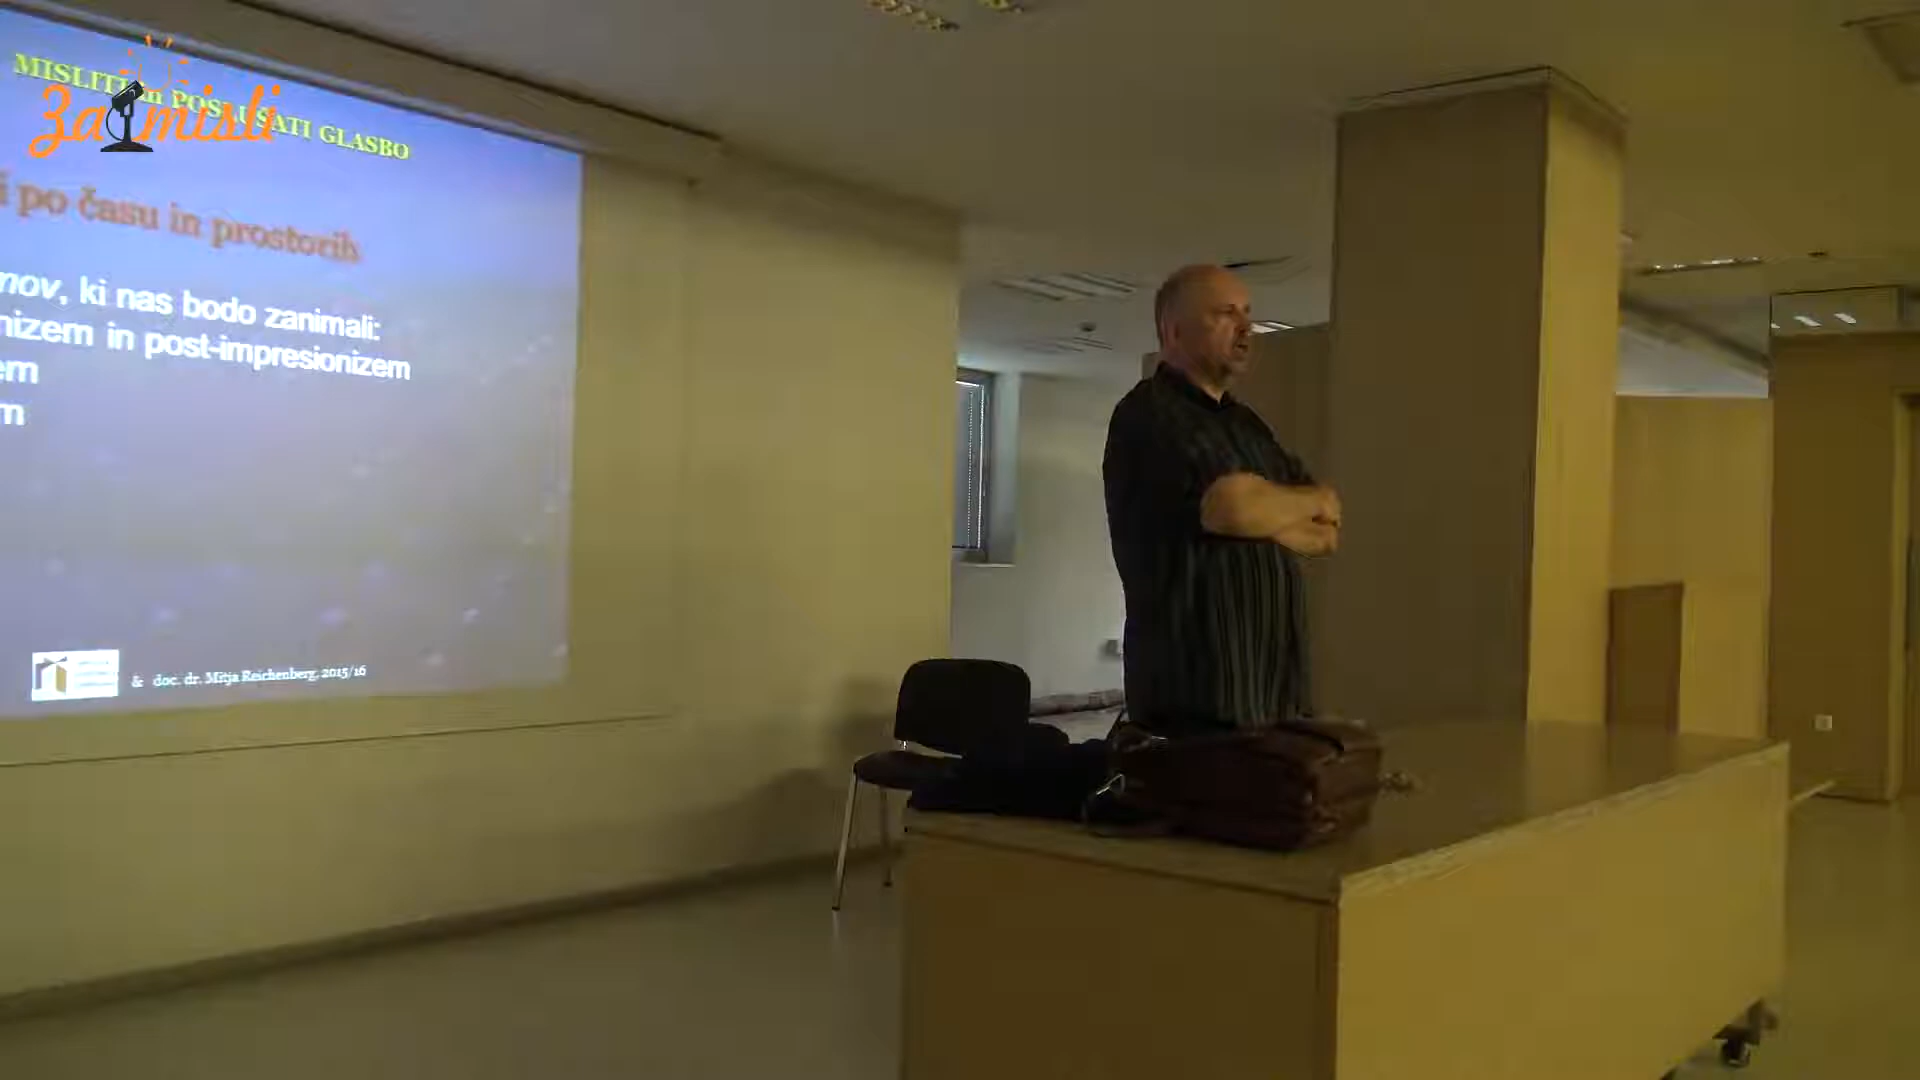 MISLITI in POSLUŠATI GLASBO
Zamisli
i po času in prostorih
nov, ki nas bodo zanimali:
nizem in post-impresionizem
em
m
& doc. dr. Mitja Reichenberg, 2015/16